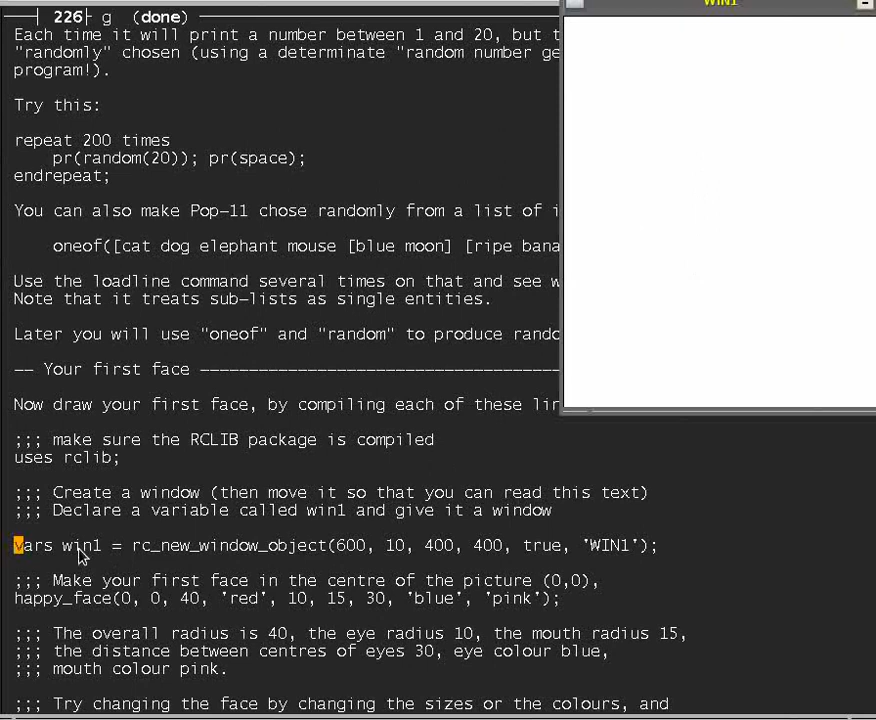 226 g (done)
WIN1
Each time it will print a number between 1 and 20, but t
"randomly" chosen (using a determinate "random number ge
program!).
Try this:
repeat 200 times
pr(random(20)); pr(space);
endrepeat;
You can also make Pop-11 chose randomly from a list of i
oneof([cat dog elephant mouse [blue moon] [ripe bana
Use the loadline command several times on that and see w
Note that it treats sub-lists as single entities.
Later you will use "oneof" and "random" to produce rando
-- Your first face -------------------------------------
Now draw your first face, by compiling each of these lin
;;; make sure the RCLIB package is compiled
uses rclib;
;;; Create a window (then move it so that you can read this text)
;;; Declare a variable called win1 and give it a window
vars win1 = rc_new_window_object(600, 10, 400, 400, true, 'WIN1');
;;; Make your first face in the centre of the picture (0,0),
happy_face(0, 0, 40, 'red', 10, 15, 30, 'blue', 'pink');
;;; The overall radius is 40, the eye radius 10, the mouth radius 15,
;;; the distance between centres of eyes 30, eye colour blue,
;;; mouth colour pink.
;;; Try changing the face by changing the sizes or the colours, and